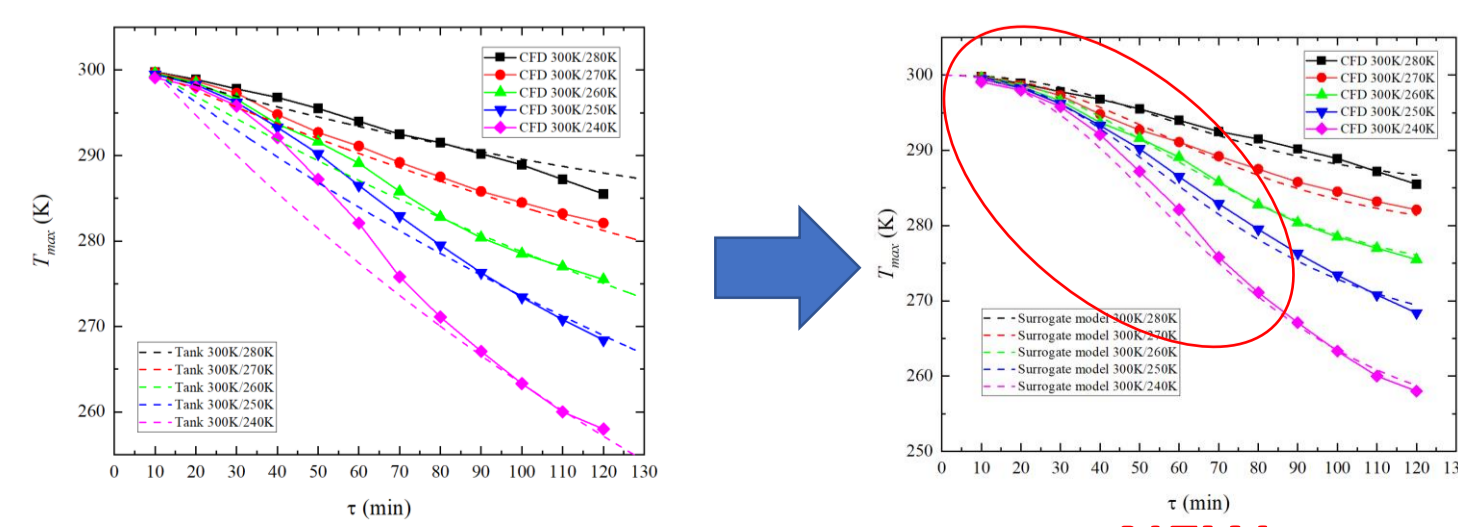 CFD 300K/280K
CFD 300K/270K
CFD 300K/260K
CFD 300K/250K
CFD 300K/240K
300
290
280
270
260
T_max (K)
Tank 300K/280K
Tank 300K/270K
Tank 300K/260K
Tank 300K/250K
Tank 300K/240K
0 10 20 30 40 50 60 70 80 90 100 110 120 130
τ (min)
CFD 300K/280K
CFD 300K/270K
CFD 300K/260K
CFD 300K/250K
CFD 300K/240K
300
290
280
270
260
250
T_max (K)
Surrogate model 300K/280K
Surrogate model 300K/270K
Surrogate model 300K/260K
Surrogate model 300K/250K
Surrogate model 300K/240K
0 10 20 30 40 50 60 70 80 90 100 110 120
τ (min)